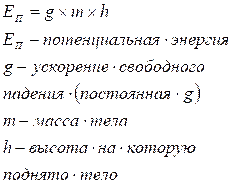 Eп = g × m × h
Eп – потенциальная · энергия
g – ускорение · свободного
падения · (постоянная · g)
m – масса · тела
h – высота · на · которую
поднято · тело